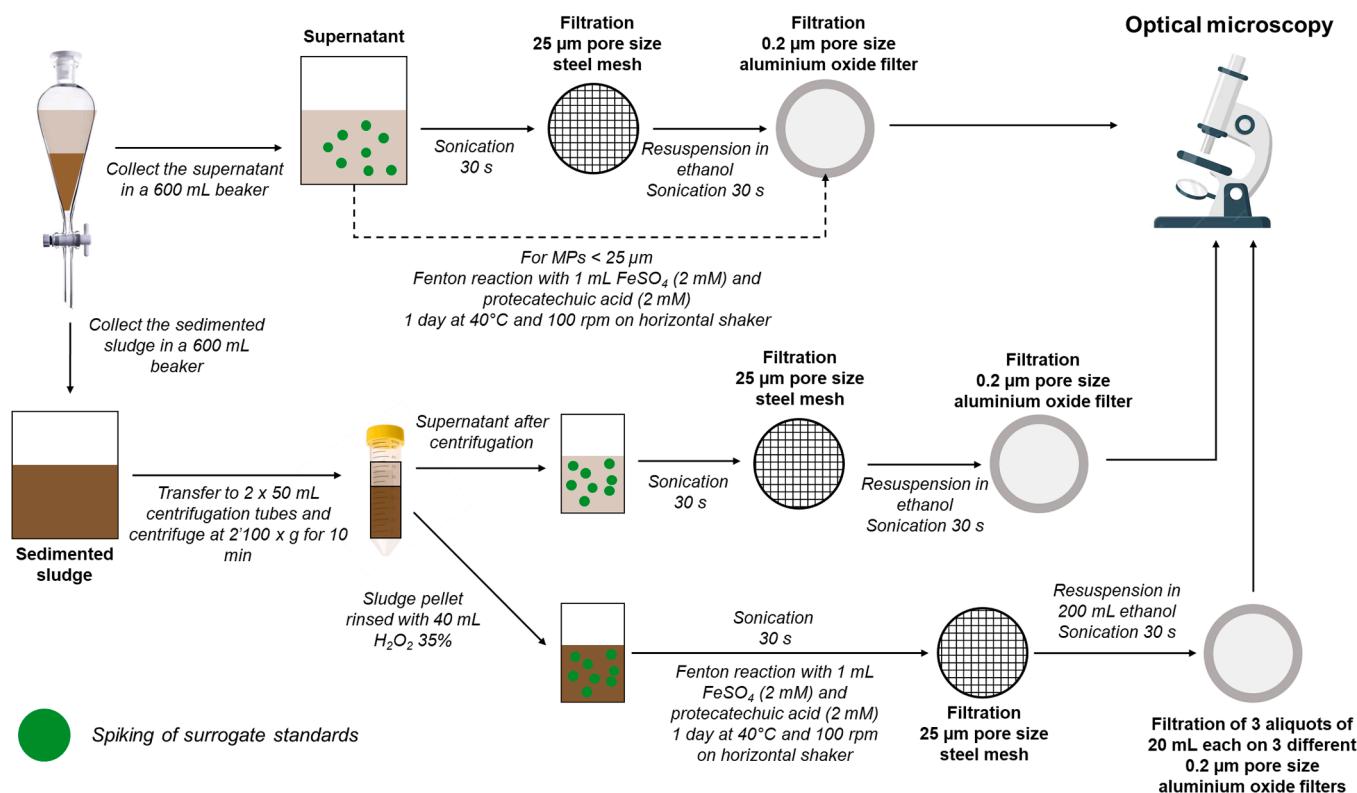 Supernatant
Filtration
25 µm pore size
steel mesh
Filtration
0.2 µm pore size
aluminium oxide filter
Optical microscopy
Collect the supernatant
in a 600 mL beaker
Sonication
30 s
Resuspension in
ethanol
Sonication 30 s
For MPs < 25 µm
Fenton reaction with 1 mL FeSO₄ (2 mM) and
protecatechuic acid (2 mM)
1 day at 40°C and 100 rpm on horizontal shaker
Collect the sedimented
sludge in a 600 mL
beaker
Sedimented
sludge
Transfer to 2 x 50 mL
centrifugation tubes and
centrifuge at 2'100 x g for 10
min
Supernatant after
centrifugation
Sonication
30 s
Filtration
25 µm pore size
steel mesh
Resuspension in
ethanol
Sonication 30 s
Filtration
0.2 µm pore size
aluminium oxide filter
Sludge pellet
rinsed with 40 mL
H₂O₂ 35%
Sonication
30 s
Fenton reaction with 1 mL
FeSO₄ (2 mM) and
protecatechuic acid (2 mM)
1 day at 40°C and 100 rpm
on horizontal shaker
Filtration
25 µm pore size
steel mesh
Resuspension in
200 mL ethanol
Sonication 30 s
Filtration of 3 aliquots of
20 mL each on 3 different
0.2 µm pore size
aluminium oxide filters
Spiking of surrogate standards